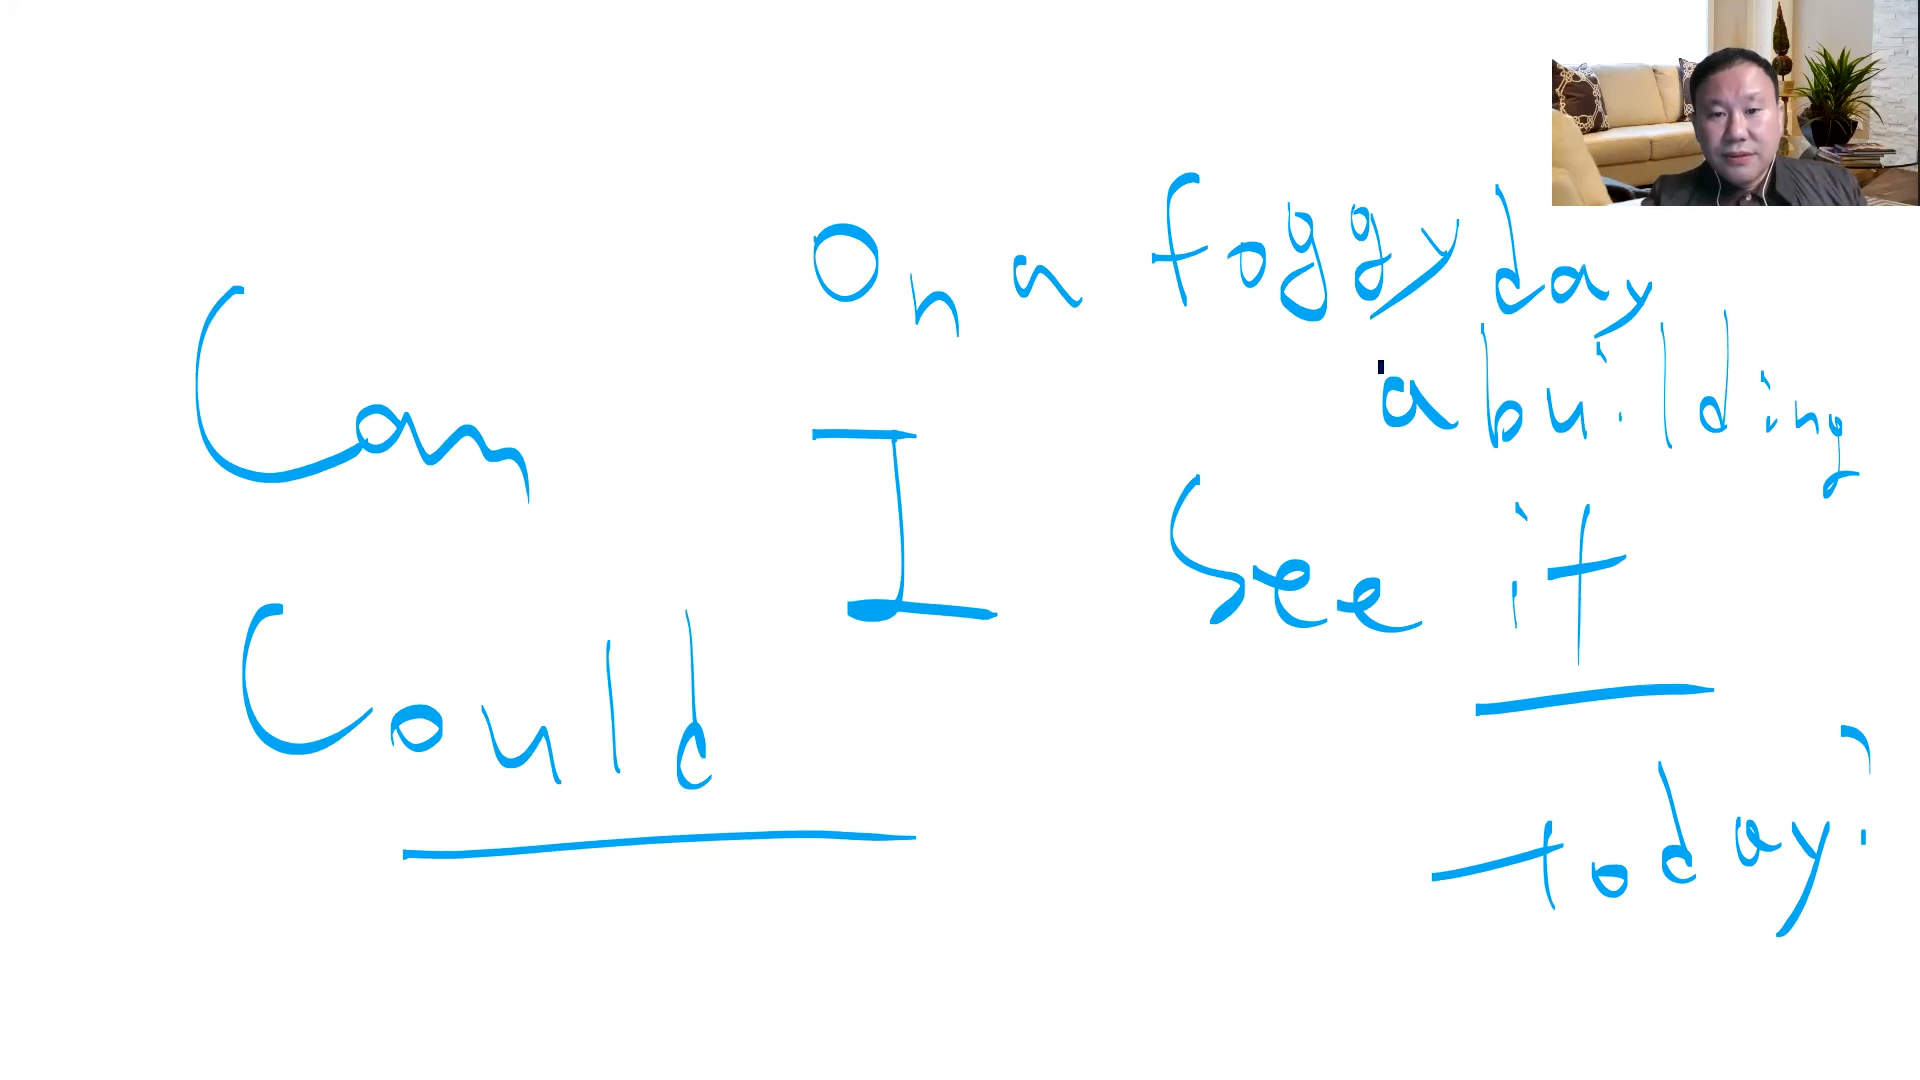 On a foggy day
a building
Can I see it
Could
today?